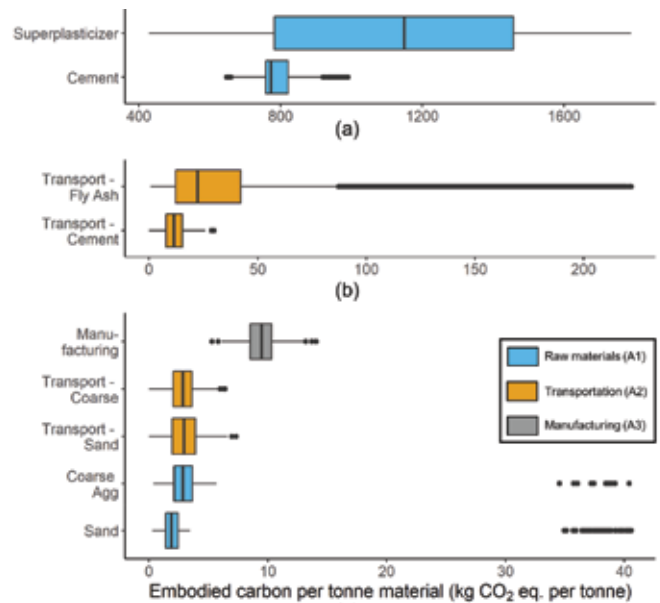 Superplasticizer
Cement
400 800 1200 1600
(a)
Transport -
Fly Ash
Transport -
Cement
0 50 100 150 200
(b)
Manu-
facturing
Transport -
Coarse
Transport -
Sand
Coarse
Agg
Sand
Raw materials (A1)
Transportation (A2)
Manufacturing (A3)
0 10 20 30 40
Embodied carbon per tonne material (kg CO₂ eq. per tonne)